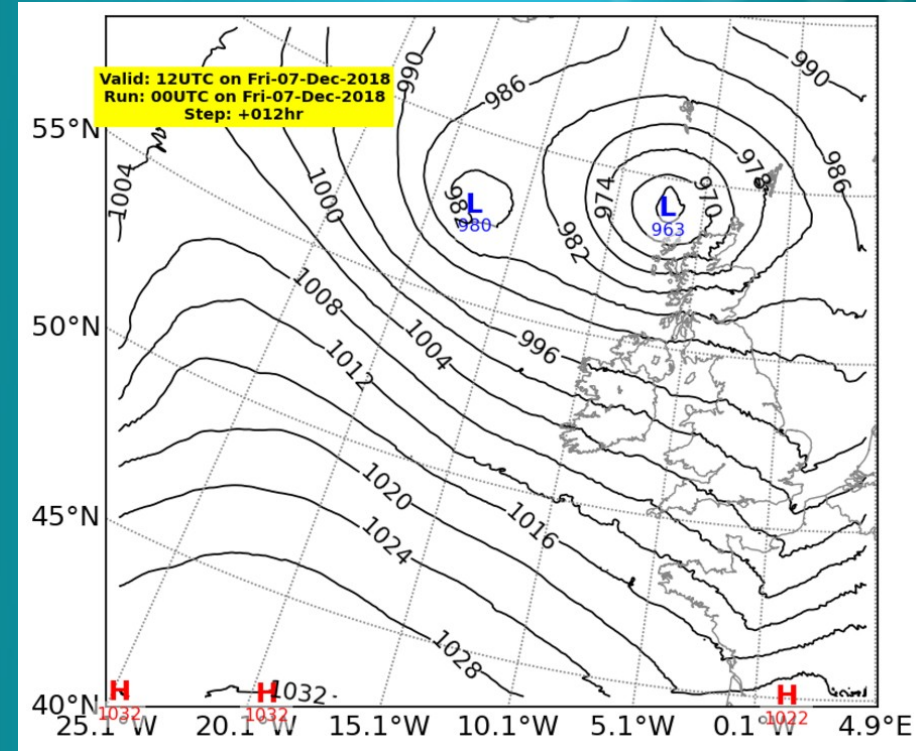 Valid: 12UTC on Fri-07-Dec-2018
Run: 00UTC on Fri-07-Dec-2018
Step: +012hr
990
990
986
986
978
974
970
982
982
L
980
L
963
1004
1000
1008
1004
996
1012
1020
1016
1024
1028
1032
H
1032
H
1032
H
1022
55°N
50°N
45°N
40°N
25.1°W 20.1°W 15.1°W 10.1°W 5.1°W 0.1°W 4.9°E